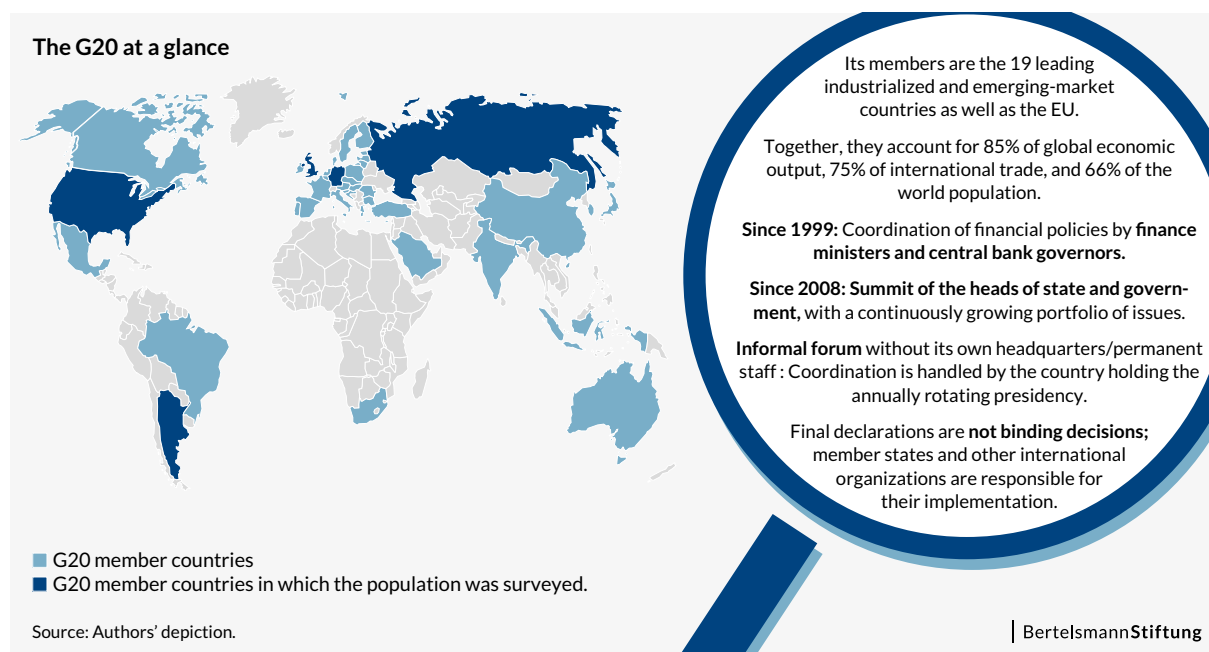 The G20 at a glance
Its members are the 19 leading
industrialized and emerging-market
countries as well as the EU.
Together, they account for 85% of global economic
output, 75% of international trade, and 66% of the
world population.
Since 1999: Coordination of financial policies by finance
ministers and central bank governors.
Since 2008: Summit of the heads of state and govern-
ment, with a continuously growing portfolio of issues.
Informal forum without its own headquarters/permanent
staff : Coordination is handled by the country holding the
annually rotating presidency.
Final declarations are not binding decisions;
member states and other international
organizations are responsible for
their implementation.
G20 member countries
G20 member countries in which the population was surveyed.
Source: Authors’ depiction.
BertelsmannStiftung